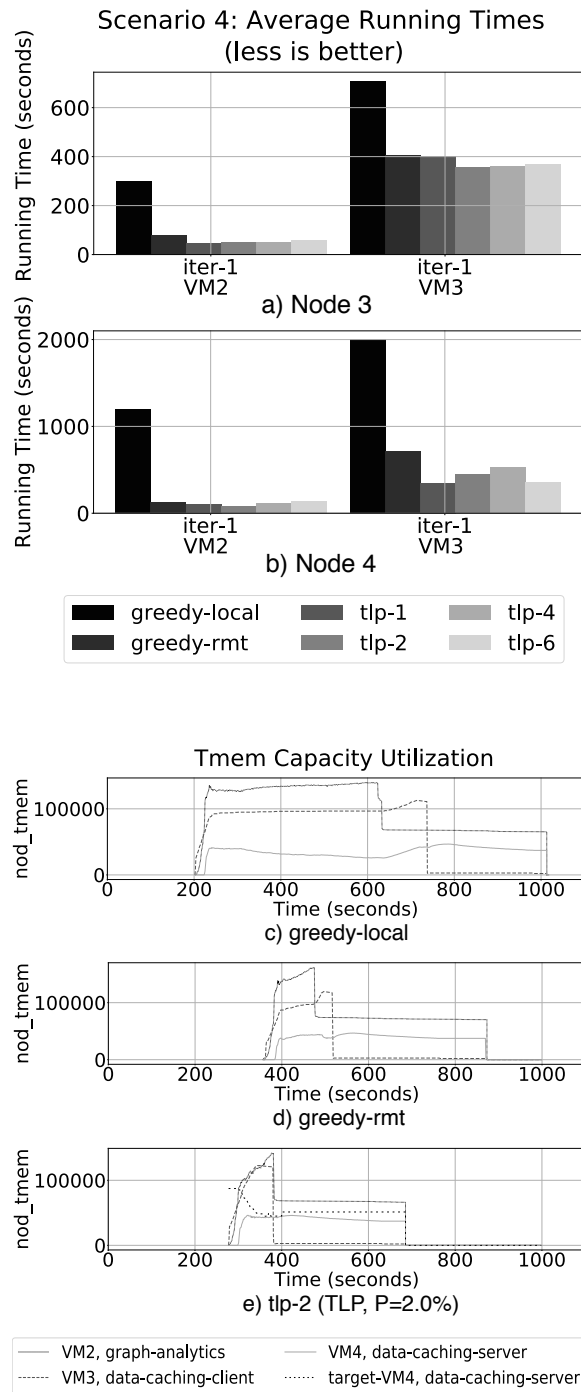 Scenario 4: Average Running Times
(less is better)
Running Time (seconds)
600
400
200
0
iter-1
VM2
iter-1
VM3
a) Node 3
Running Time (seconds)
2000
1000
0
iter-1
VM2
iter-1
VM3
b) Node 4
greedy-local
tlp-1
tlp-4
greedy-rmt
tlp-2
tlp-6
Tmem Capacity Utilization
nod_tmem
100000
0
0 200 400 600 800 1000
Time (seconds)
c) greedy-local
nod_tmem
100000
0
0 200 400 600 800 1000
Time (seconds)
d) greedy-rmt
nod_tmem
100000
0
0 200 400 600 800 1000
Time (seconds)
e) tlp-2 (TLP, P=2.0%)
VM2, graph-analytics
VM4, data-caching-server
VM3, data-caching-client
target-VM4, data-caching-server